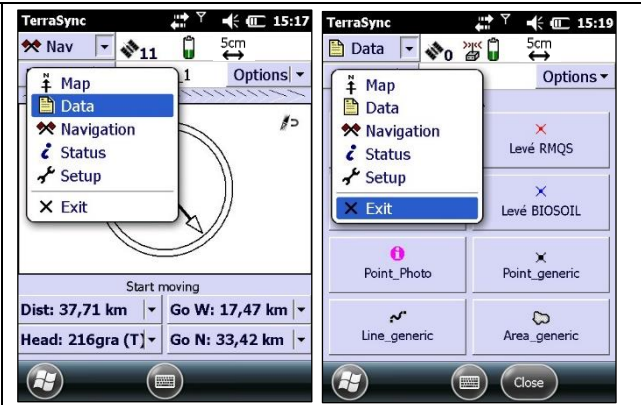 TerraSync 15:17
Nav 11 5cm
_1 Options
Map
Data
Navigation
Status
Setup
Exit
Start moving
Dist: 37,71 km Go W: 17,47 km
Head: 216gra (T) Go N: 33,42 km
TerraSync 15:19
Data 0 5cm
Options
Map
Data
Navigation
Status
Setup
Exit
Levé RMQS
Levé BIOSOIL
Point_Photo Point_generic
Line_generic Area_generic
Close